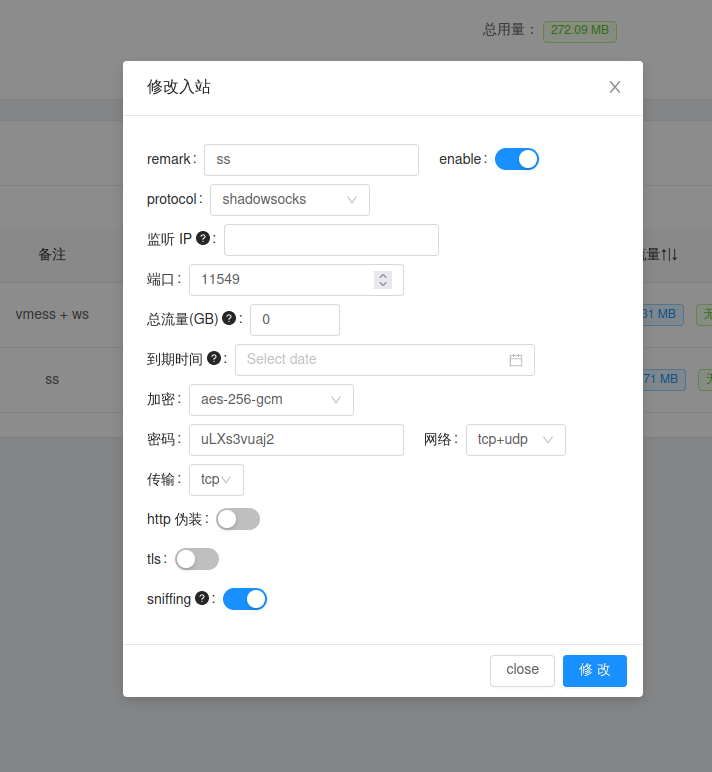 总用量： 272.09 MB
修改入站
remark: ss enable:
protocol: shadowsocks
监听 IP ?:
备注 流量↑|↓
端口: 11549
vmess + ws 31 MB 无
总流量(GB) ?: 0
到期时间 ?: Select date
ss 71 MB
加密: aes-256-gcm
密码: uLXs3vuaj2 网络: tcp+udp
传输: tcp
http 伪装:
tls:
sniffing ?:
close 修 改